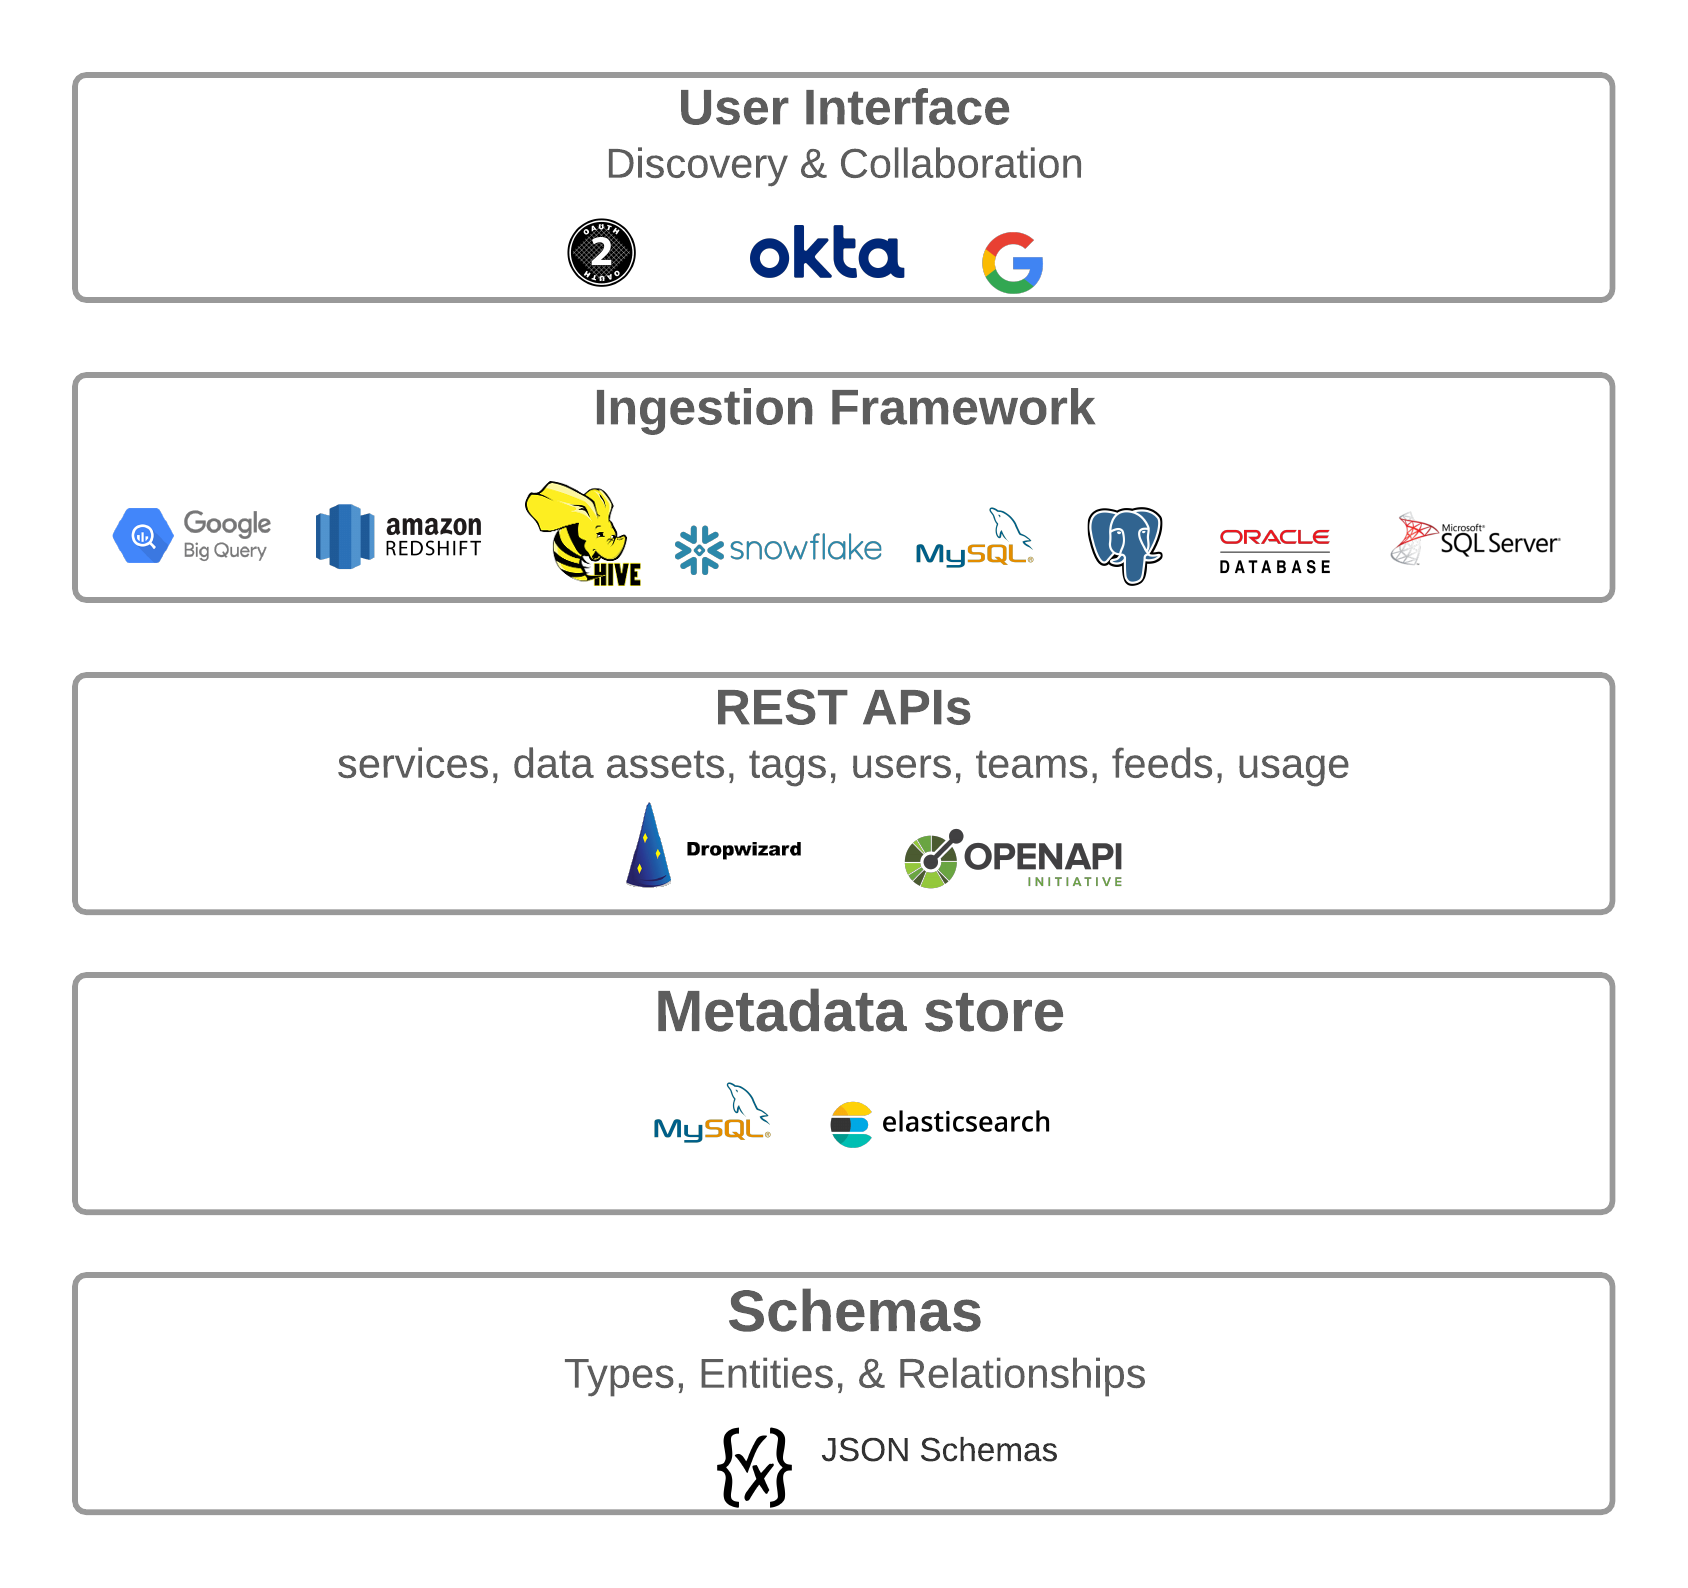 User Interface
Discovery & Collaboration
OAUTH
2
OAUTH
okta
G
Ingestion Framework
Google
Big Query
amazon
REDSHIFT
HIVE
snowflake
MySQL®
ORACLE
DATABASE
Microsoft®
SQL Server®
REST APIs
services, data assets, tags, users, teams, feeds, usage
Dropwizard
OPENAPI
INITIATIVE
Metadata store
MySQL®
elasticsearch
Schemas
Types, Entities, & Relationships
JSON Schemas